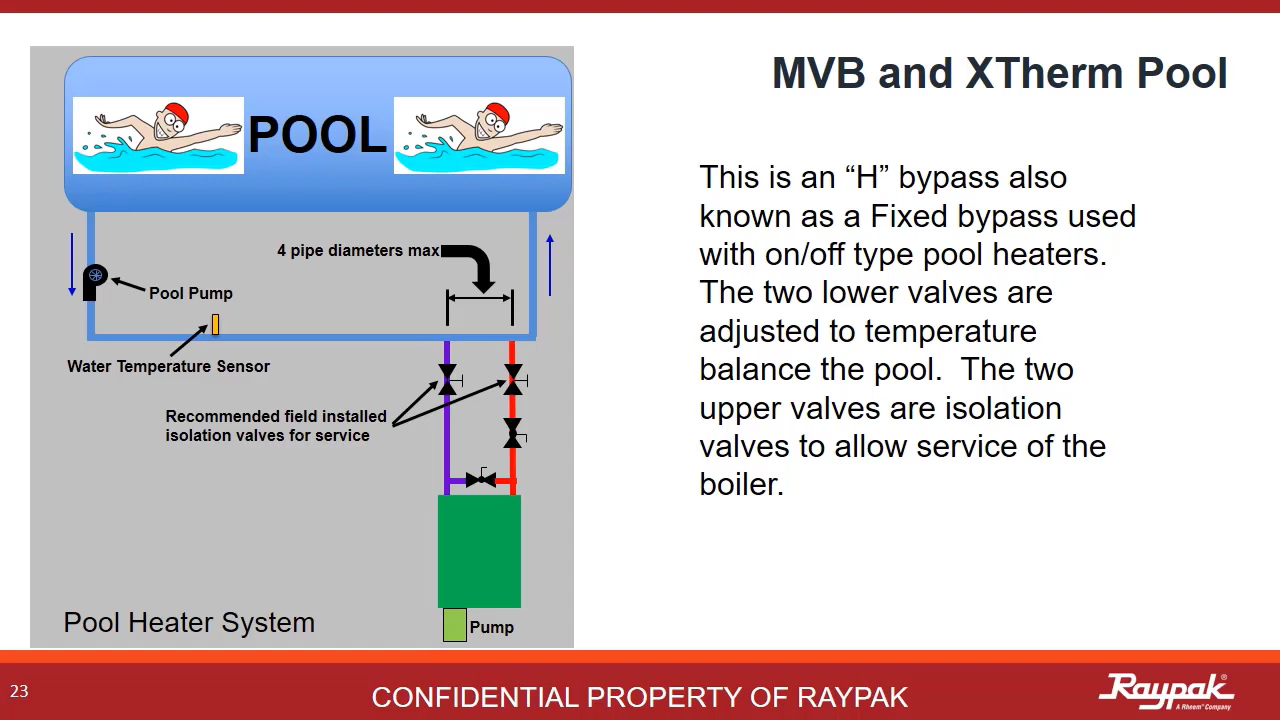 MVB and XTherm Pool
POOL
4 pipe diameters max
Pool Pump
Water Temperature Sensor
Recommended field installed
isolation valves for service
Pump
Pool Heater System
This is an “H” bypass also
known as a Fixed bypass used
with on/off type pool heaters.
The two lower valves are
adjusted to temperature
balance the pool.  The two
upper valves are isolation
valves to allow service of the
boiler.
23
CONFIDENTIAL PROPERTY OF RAYPAK
Raypak®
A Rheem® Company